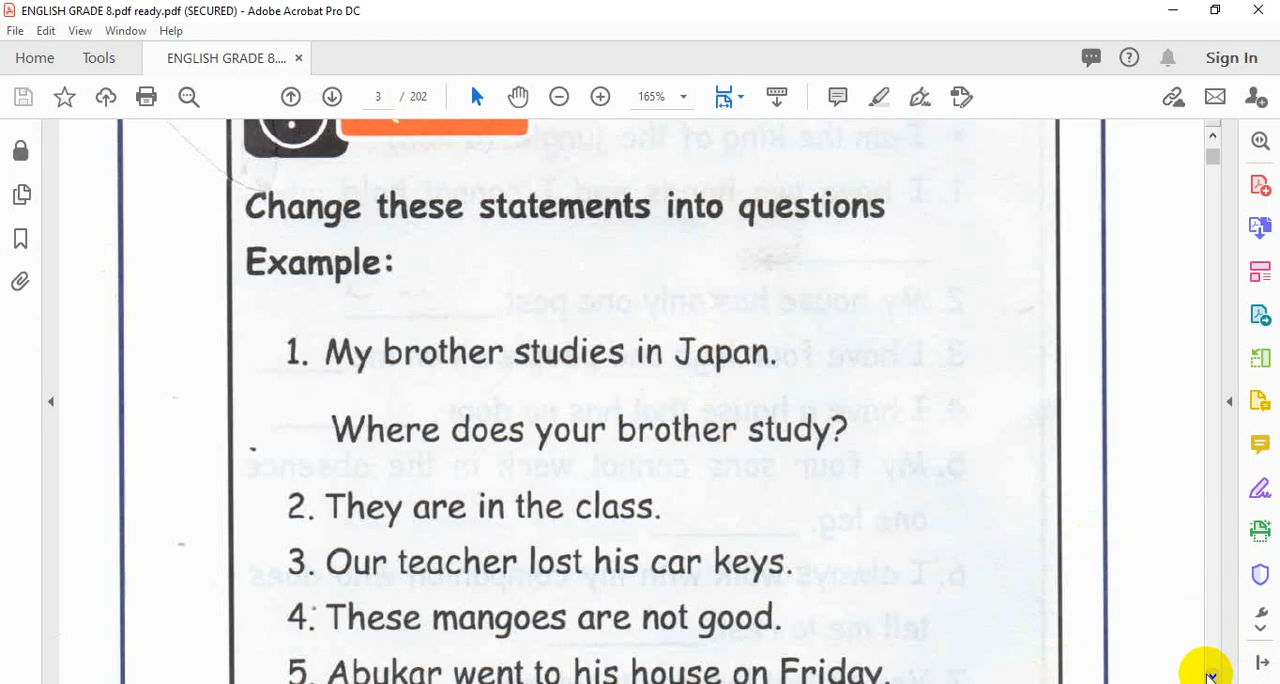 ENGLISH GRADE 8.pdf ready.pdf (SECURED) - Adobe Acrobat Pro DC
File Edit View Window Help
Home Tools ENGLISH GRADE 8.... × Sign In
3 / 202 165%
Change these statements into questions
Example:
1. My brother studies in Japan.
Where does your brother study?
2. They are in the class.
3. Our teacher lost his car keys.
4. These mangoes are not good.
5. Abukar went to his house on Friday.